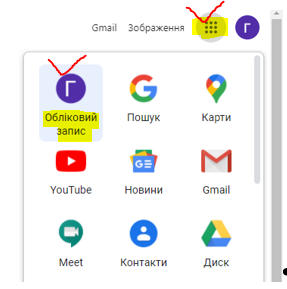 Gmail Зображення Г
Г
Обліковий
запис
Пошук
Карти
YouTube
Новини
Gmail
Meet
Контакти
Диск